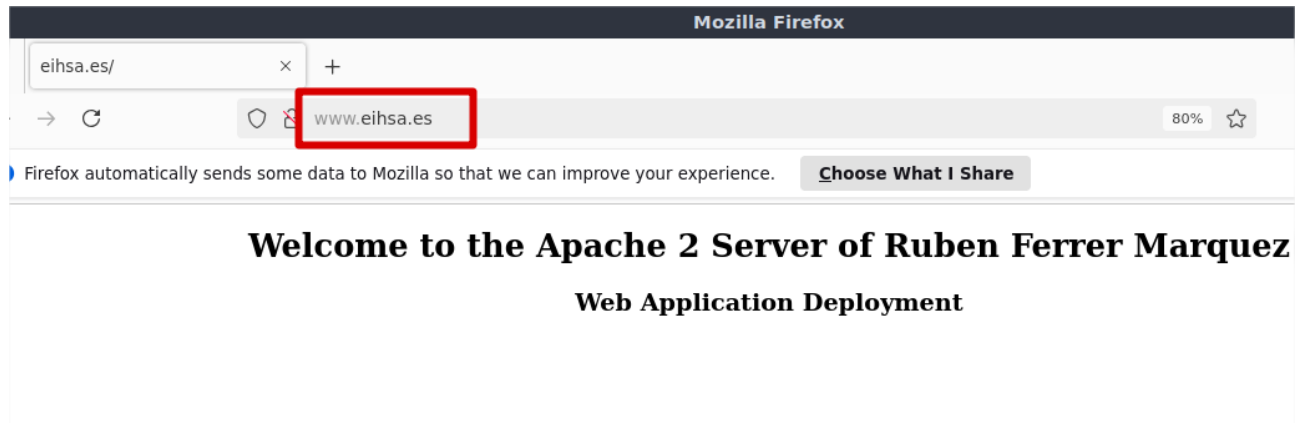 Mozilla Firefox
eihsa.es/
www.eihsa.es
80%
Firefox automatically sends some data to Mozilla so that we can improve your experience. Choose What I Share
Welcome to the Apache 2 Server of Ruben Ferrer Marquez
Web Application Deployment